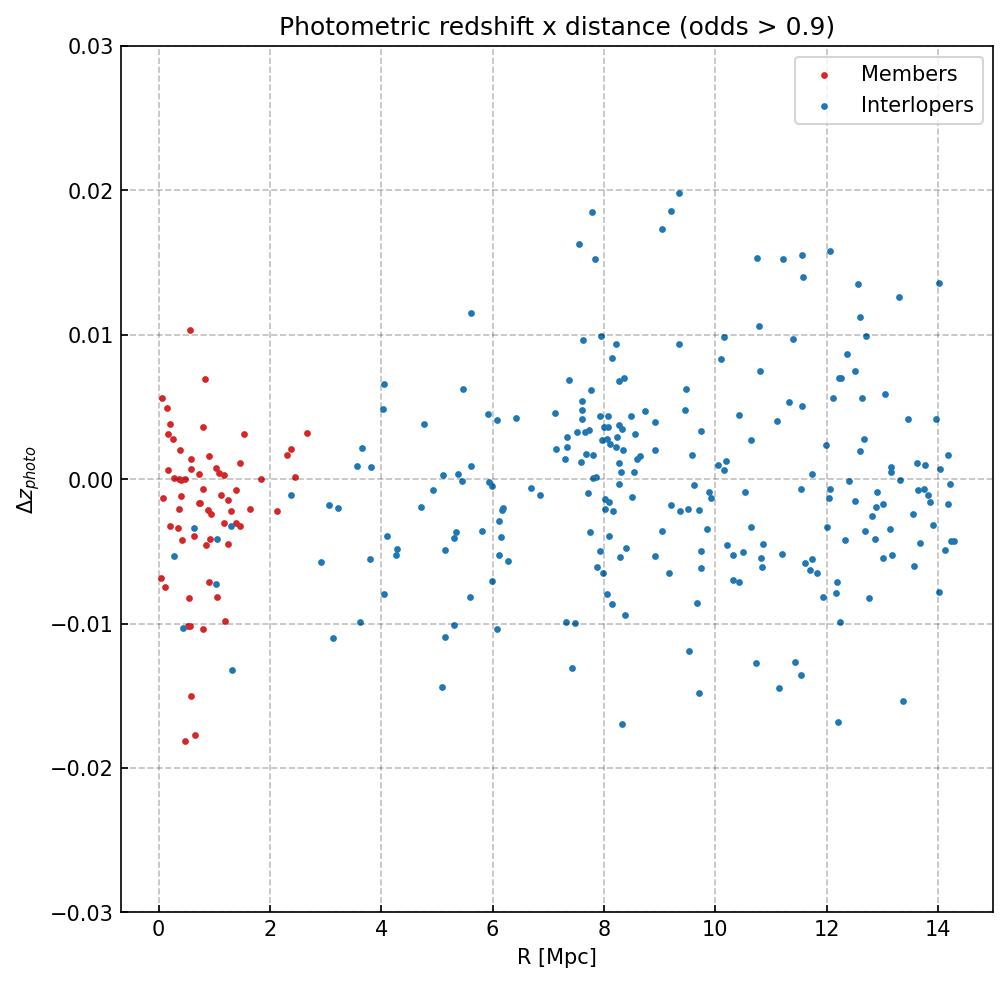 Photometric redshift x distance (odds > 0.9)
Members
Interlopers
0.03
0.02
0.01
0.00
−0.01
−0.02
−0.03
Δz_photo
0 2 4 6 8 10 12 14
R [Mpc]